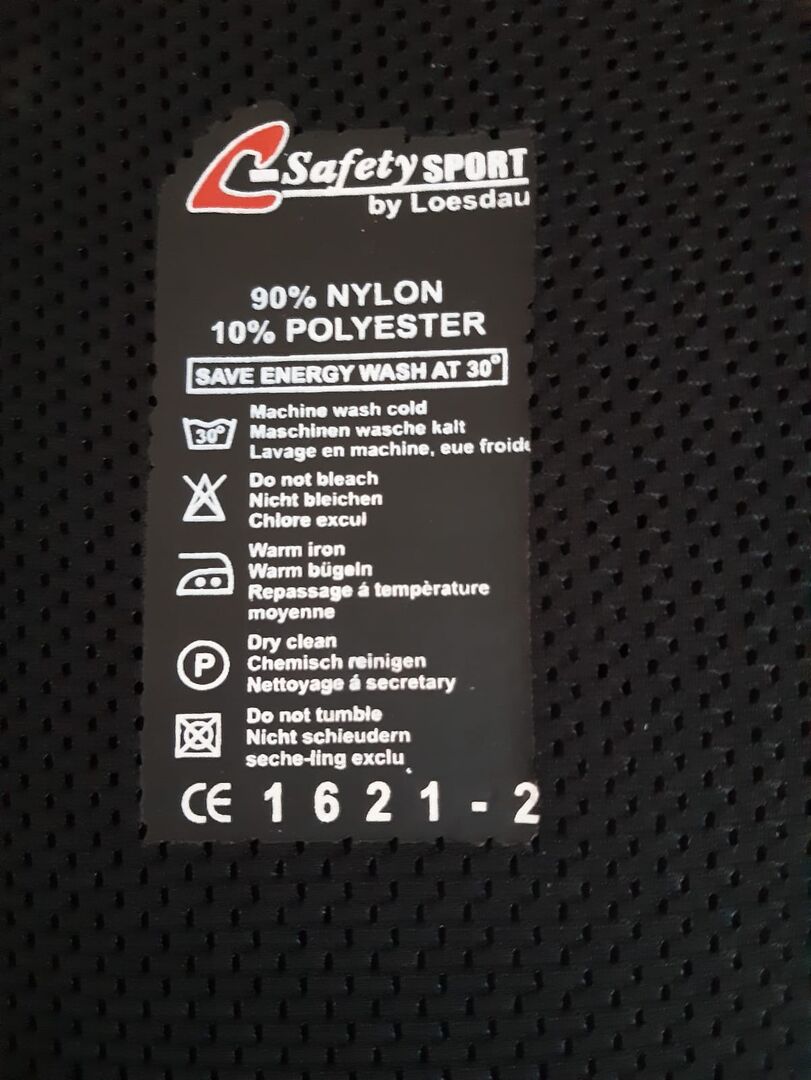 L-Safety SPORT
by Loesdau
90% NYLON
10% POLYESTER
SAVE ENERGY WASH AT 30°
30°
Machine wash cold
Maschinen wasche kalt
Lavage en machine, eue froide
Do not bleach
Nicht bleichen
Chlore excul
Warm iron
Warm bügeln
Repassage á tempèrature
moyenne
P
Dry clean
Chemisch reinigen
Nettoyage á secretary
Do not tumble
Nicht schieudern
seche-ling exclu
CE 1621-2